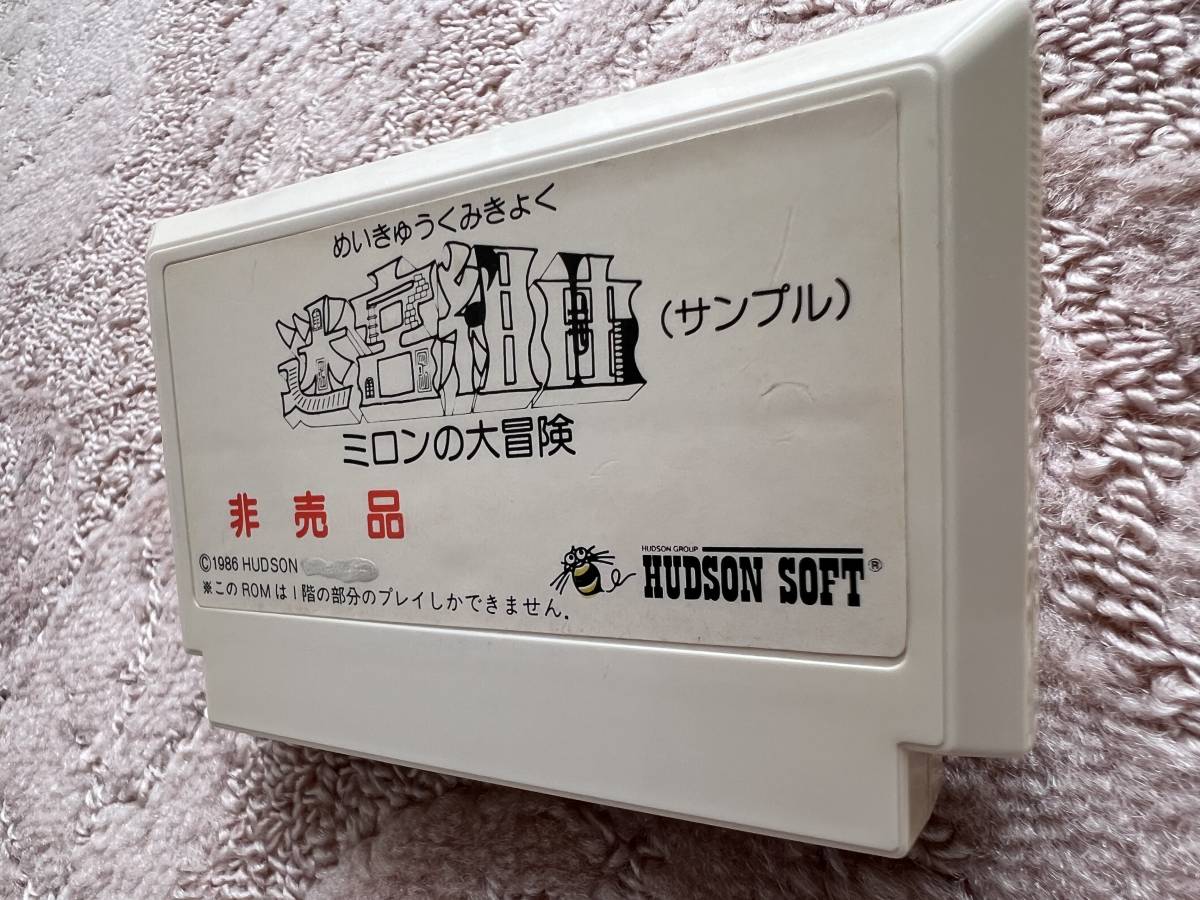 めいきゅうくみきょく
迷宮組曲
(サンプル)
ミロンの大冒険
非売品
©1986 HUDSON
※このROMは1階の部分のプレイしかできません.
HUDSON GROUP
HUDSON SOFT®